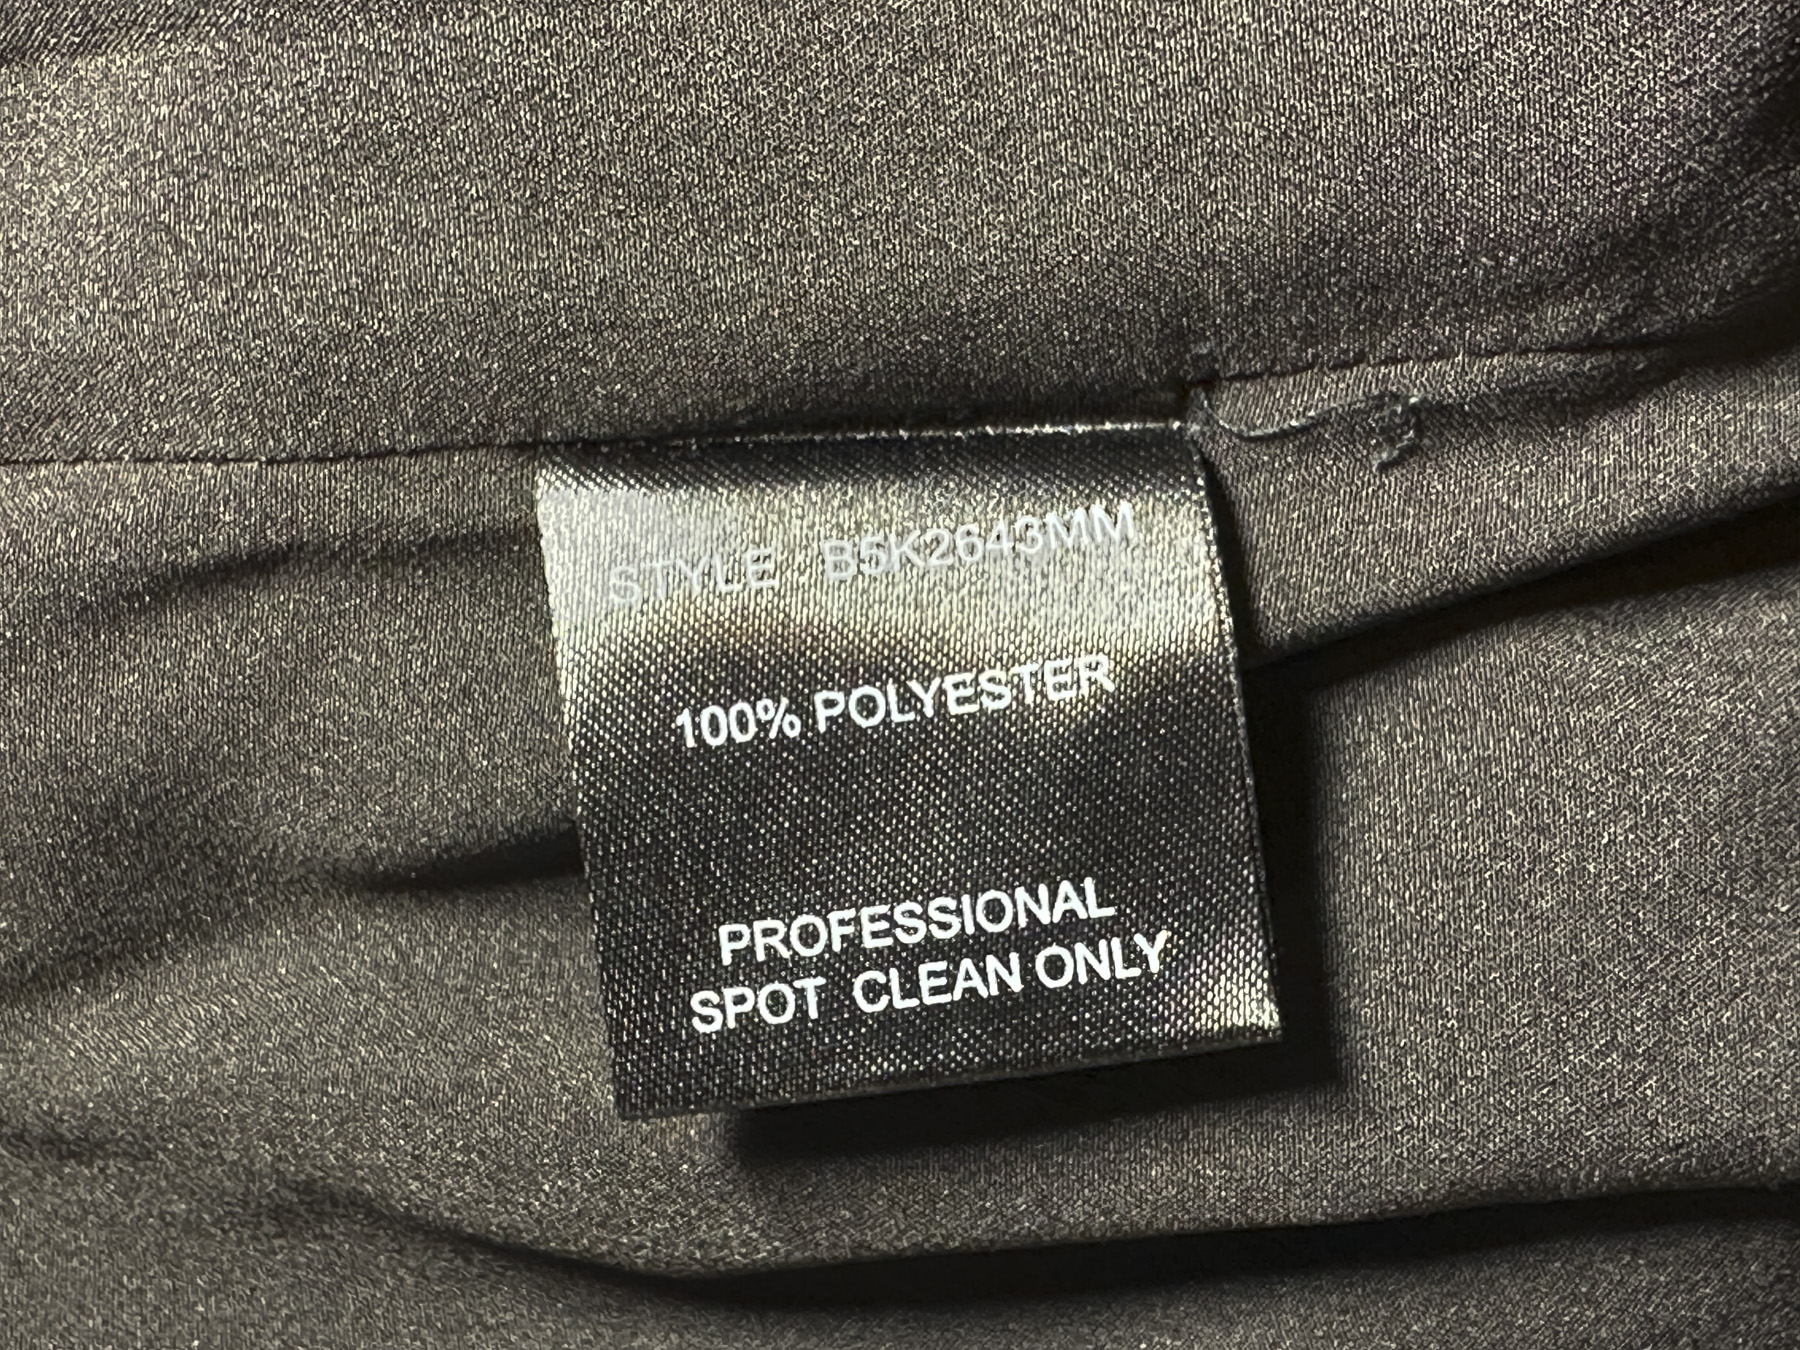 STYLE B5K2643MM
100% POLYESTER
PROFESSIONAL
SPOT CLEAN ONLY